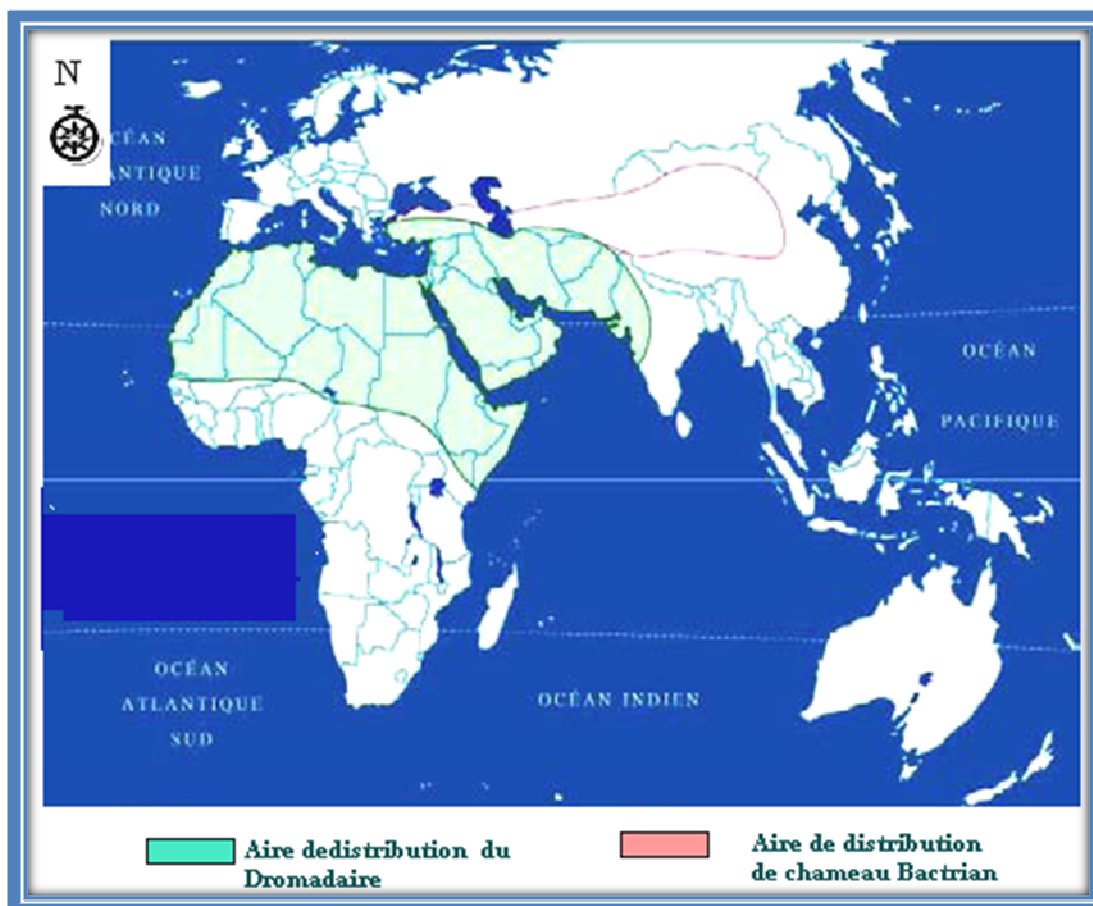 N
OCÉAN
ANTIQUE
NORD
OCÉAN
PACIFIQUE
OCÉAN
ATLANTIQUE
SUD
OCÉAN INDIEN
Aire dedistribution du
Dromadaire
Aire de distribution
de chameau Bactrian